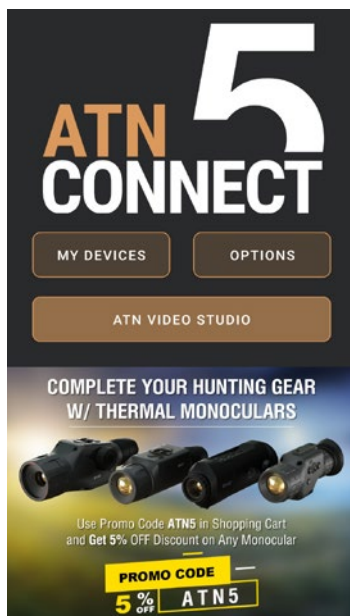 ATN 5
CONNECT
MY DEVICES
OPTIONS
ATN VIDEO STUDIO
COMPLETE YOUR HUNTING GEAR
W/ THERMAL MONOCULARS
Use Promo Code ATN5 in Shopping Cart
and Get 5% OFF Discount on Any Monocular
PROMO CODE
5% OFF ATN5